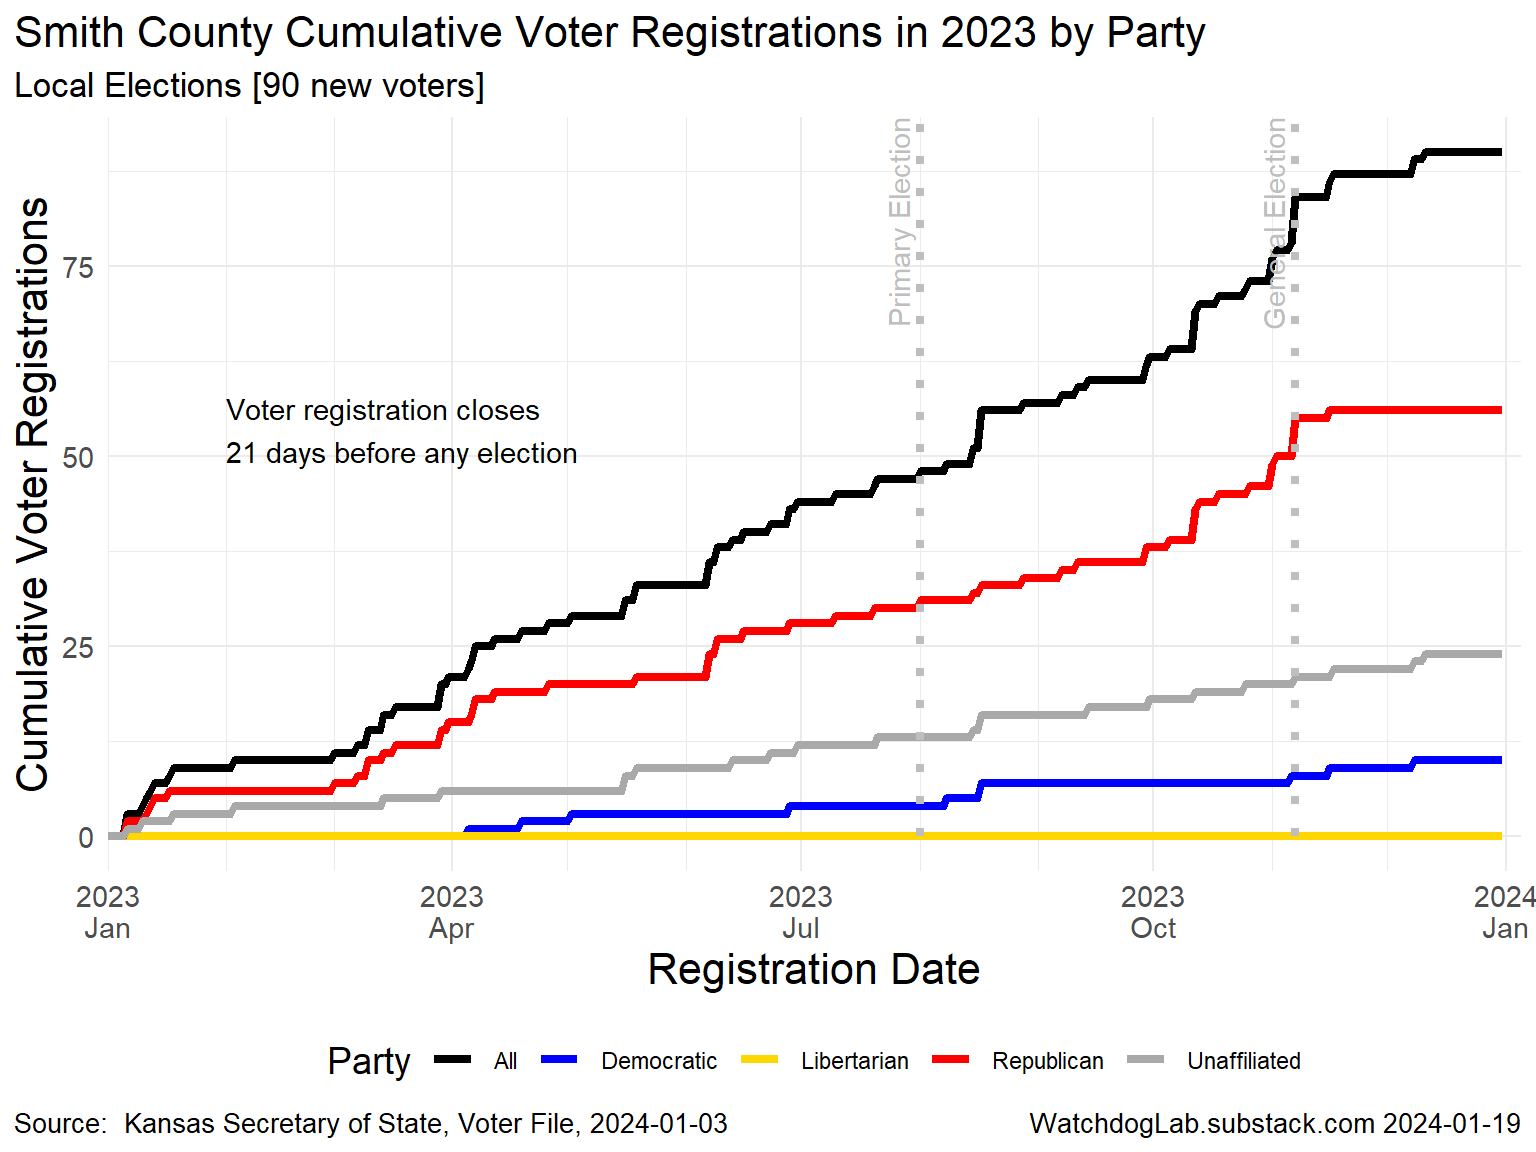 Smith County Cumulative Voter Registrations in 2023 by Party
Local Elections [90 new voters]
Cumulative Voter Registrations
75
50
25
0
Primary Election
General Election
Voter registration closes
21 days before any election
2023 2023 2023 2023 2024
Jan Apr Jul Oct Jan
Registration Date
Party All Democratic Libertarian Republican Unaffiliated
Source:  Kansas Secretary of State, Voter File, 2024-01-03
WatchdogLab.substack.com 2024-01-19